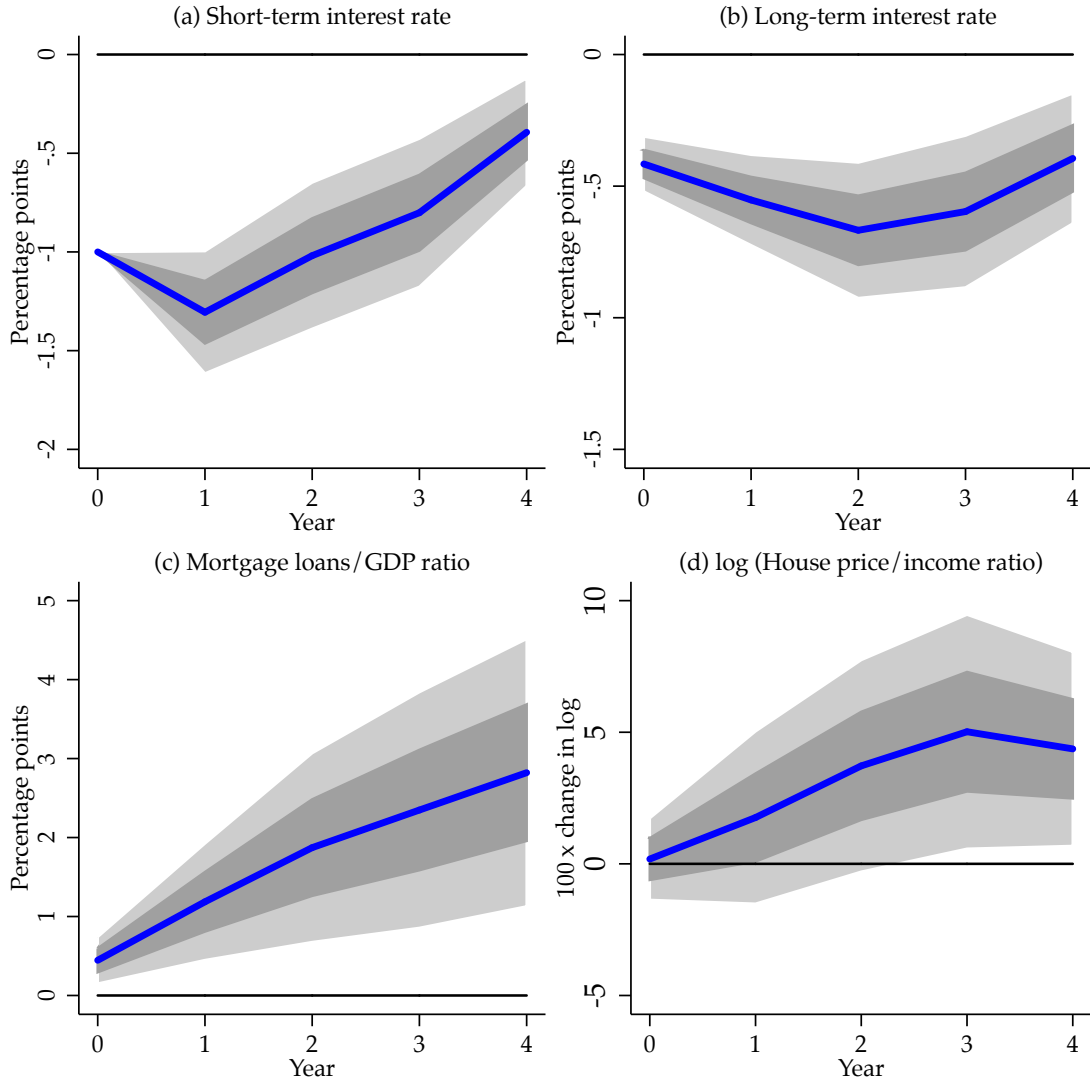 (a) Short-term interest rate
Percentage points
0
-.5
-1
-1.5
-2
0 1 2 3 4
Year
(b) Long-term interest rate
Percentage points
0
-.5
-1
-1.5
0 1 2 3 4
Year
(c) Mortgage loans/GDP ratio
Percentage points
5
4
3
2
1
0
0 1 2 3 4
Year
(d) log (House price/income ratio)
100 x change in log
10
5
0
-5
0 1 2 3 4
Year